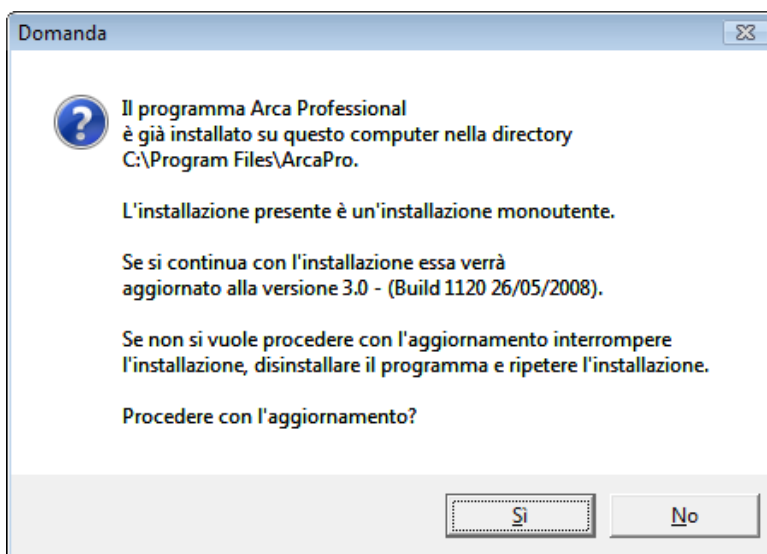 Domanda
Il programma Arca Professional
è già installato su questo computer nella directory
C:\Program Files\ArcaPro.
L'installazione presente è un'installazione monoutente.
Se si continua con l'installazione essa verrà
aggiornato alla versione 3.0 - (Build 1120 26/05/2008).
Se non si vuole procedere con l'aggiornamento interrompere
l'installazione, disinstallare il programma e ripetere l'installazione.
Procedere con l'aggiornamento?
Sì
No